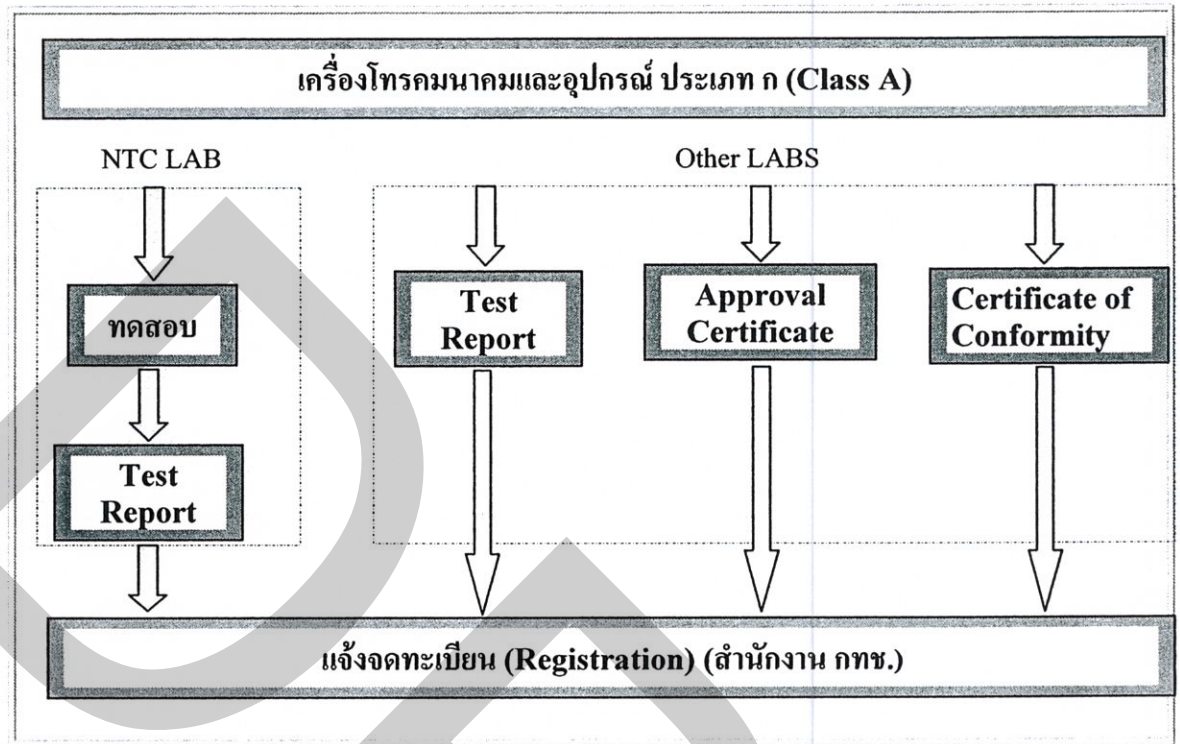 เครื่องโทรคมนาคมและอุปกรณ์ ประเภท ก (Class A)
NTC LAB
Other LABS
ทดสอบ
Test
Report
Test
Report
Approval
Certificate
Certificate of
Conformity
แจ้งจดทะเบียน (Registration) (สำนักงาน กทช.)